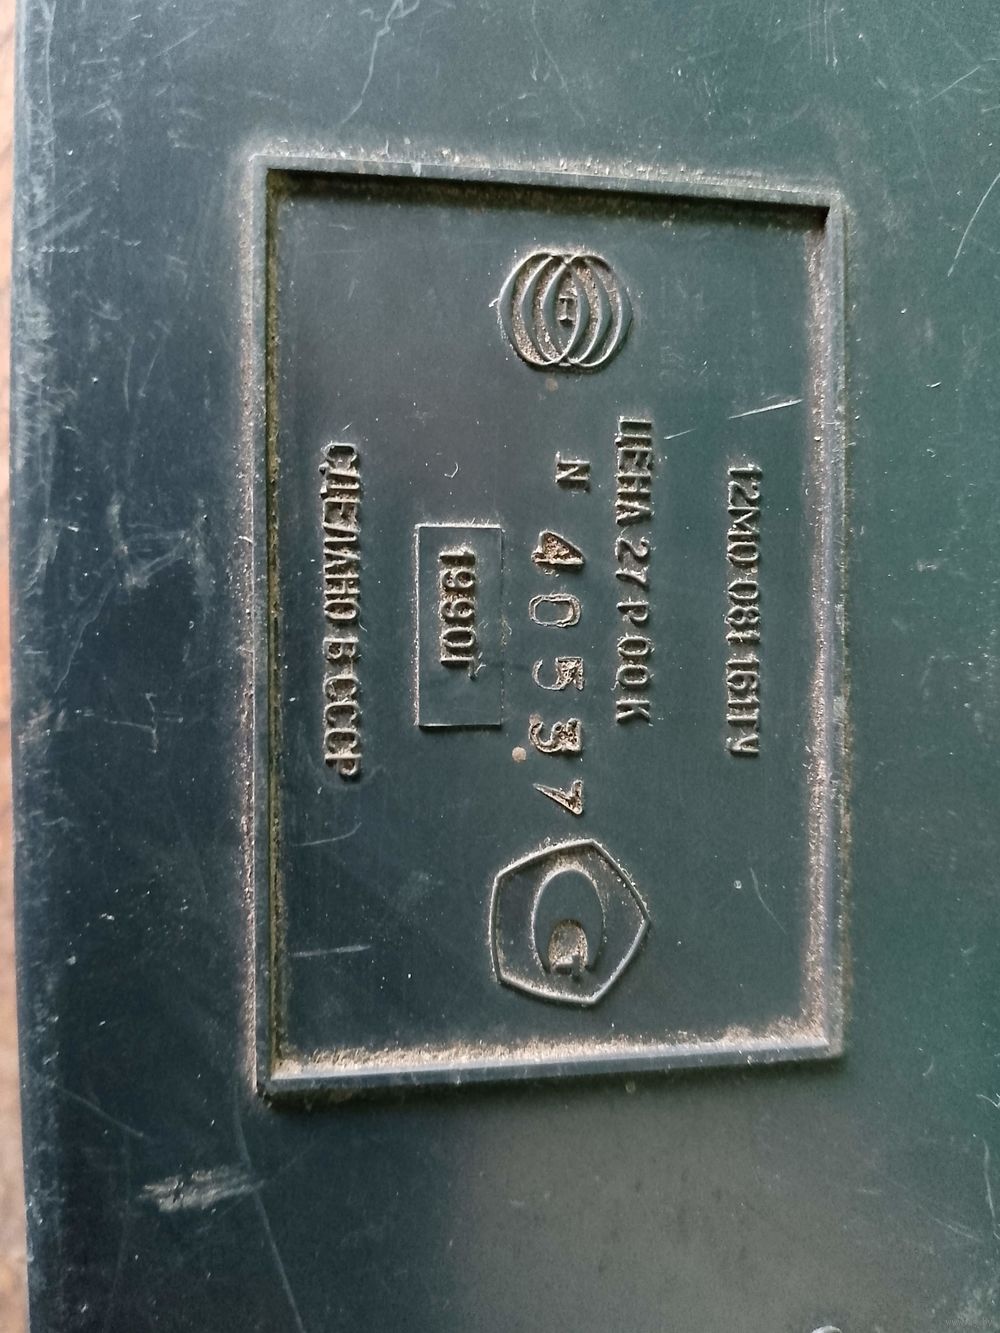 12МО.081.161ТУ
ЦЕНА 27 Р 00 К
N 40537
1990Г
СДЕЛАНО В СССР